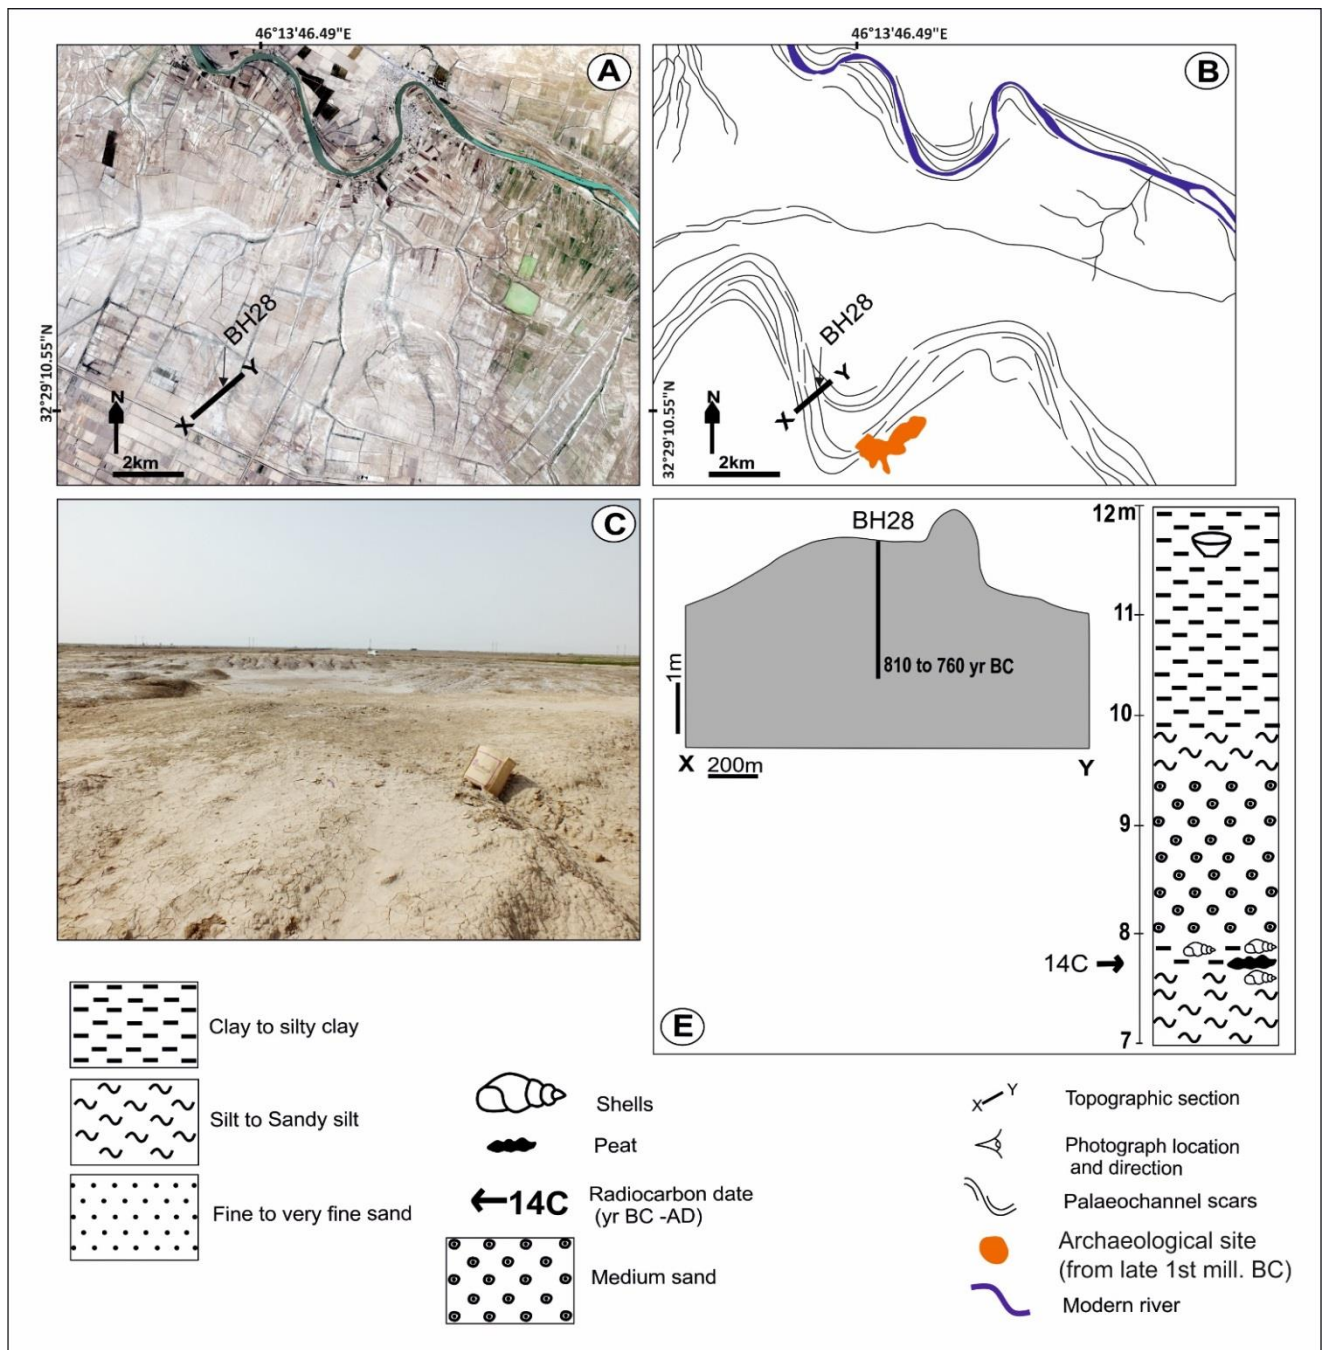 46°13'46.49"E
46°13'46.49"E
A
B
BH28
X
Y
N
2km
32°29'10.55"N
BH28
X
Y
N
2km
32°29'10.55"N
C
BH28
810 to 760 yr BC
1m
X
200m
Y
12m
11
10
9
8
7
14C
E
Clay to silty clay
Silt to Sandy silt
Fine to very fine sand
Shells
Peat
14C
Radiocarbon date
(yr BC -AD)
Medium sand
X
Y
Topographic section
Photograph location
and direction
Palaeochannel scars
Archaeological site
(from late 1st mill. BC)
Modern river